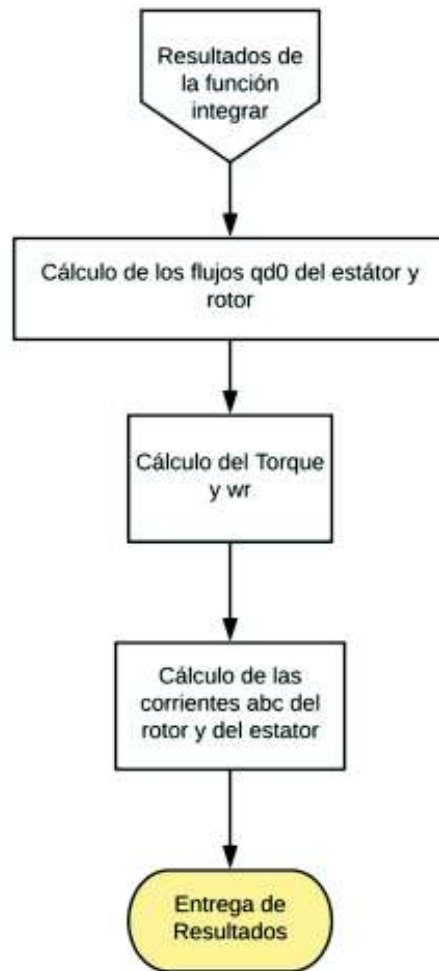 Resultados de
la función
integrar
Cálculo de los flujos qd0 del estátor y
rotor
Cálculo del Torque
y wr
Cálculo de las
corrientes abc del
rotor y del estator
Entrega de
Resultados